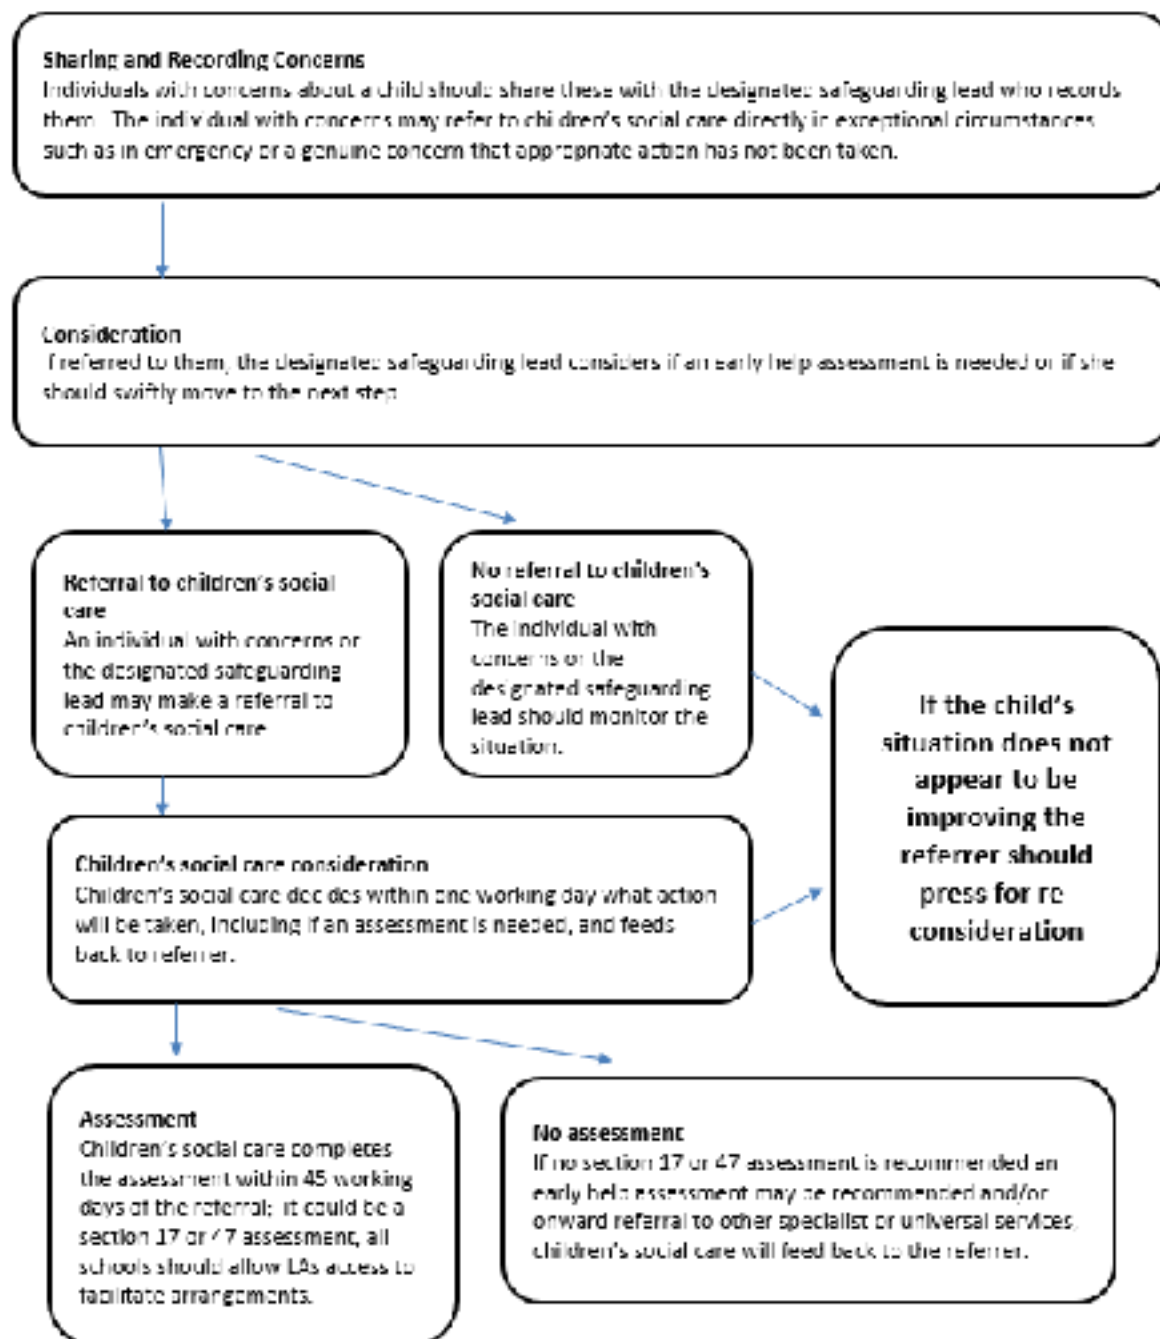 Sharing and Recording Concerns
Individuals with concerns about a child should share these with the designated safeguarding lead who records
them. The individual with concerns may refer to children's social care directly in exceptional circumstances
such as in emergency or a genuine concern that appropriate action has not been taken.
Consideration
If referred to them, the designated safeguarding lead considers if an early help assessment is needed or if she
should swiftly move to the next step
Referral to children's social
care
An individual with concerns or
the designated safeguarding
lead may make a referral to
children's social care
No referral to children's
social care
The individual with
concerns or the
designated safeguarding
lead should monitor the
situation.
If the child's
situation does not
appear to be
improving the
referrer should
press for re
consideration
Children's social care consideration
Children's social care decides within one working day what action
will be taken, including if an assessment is needed, and feeds
back to referrer.
Assessment
Children's social care completes
the assessment within 45 working
days of the referral; it could be a
section 17 or 47 assessment, all
schools should allow LAs access to
facilitate arrangements.
No assessment
If no section 17 or 47 assessment is recommended an
early help assessment may be recommended and/or
onward referral to other specialist or universal services,
children's social care will feed back to the referrer.